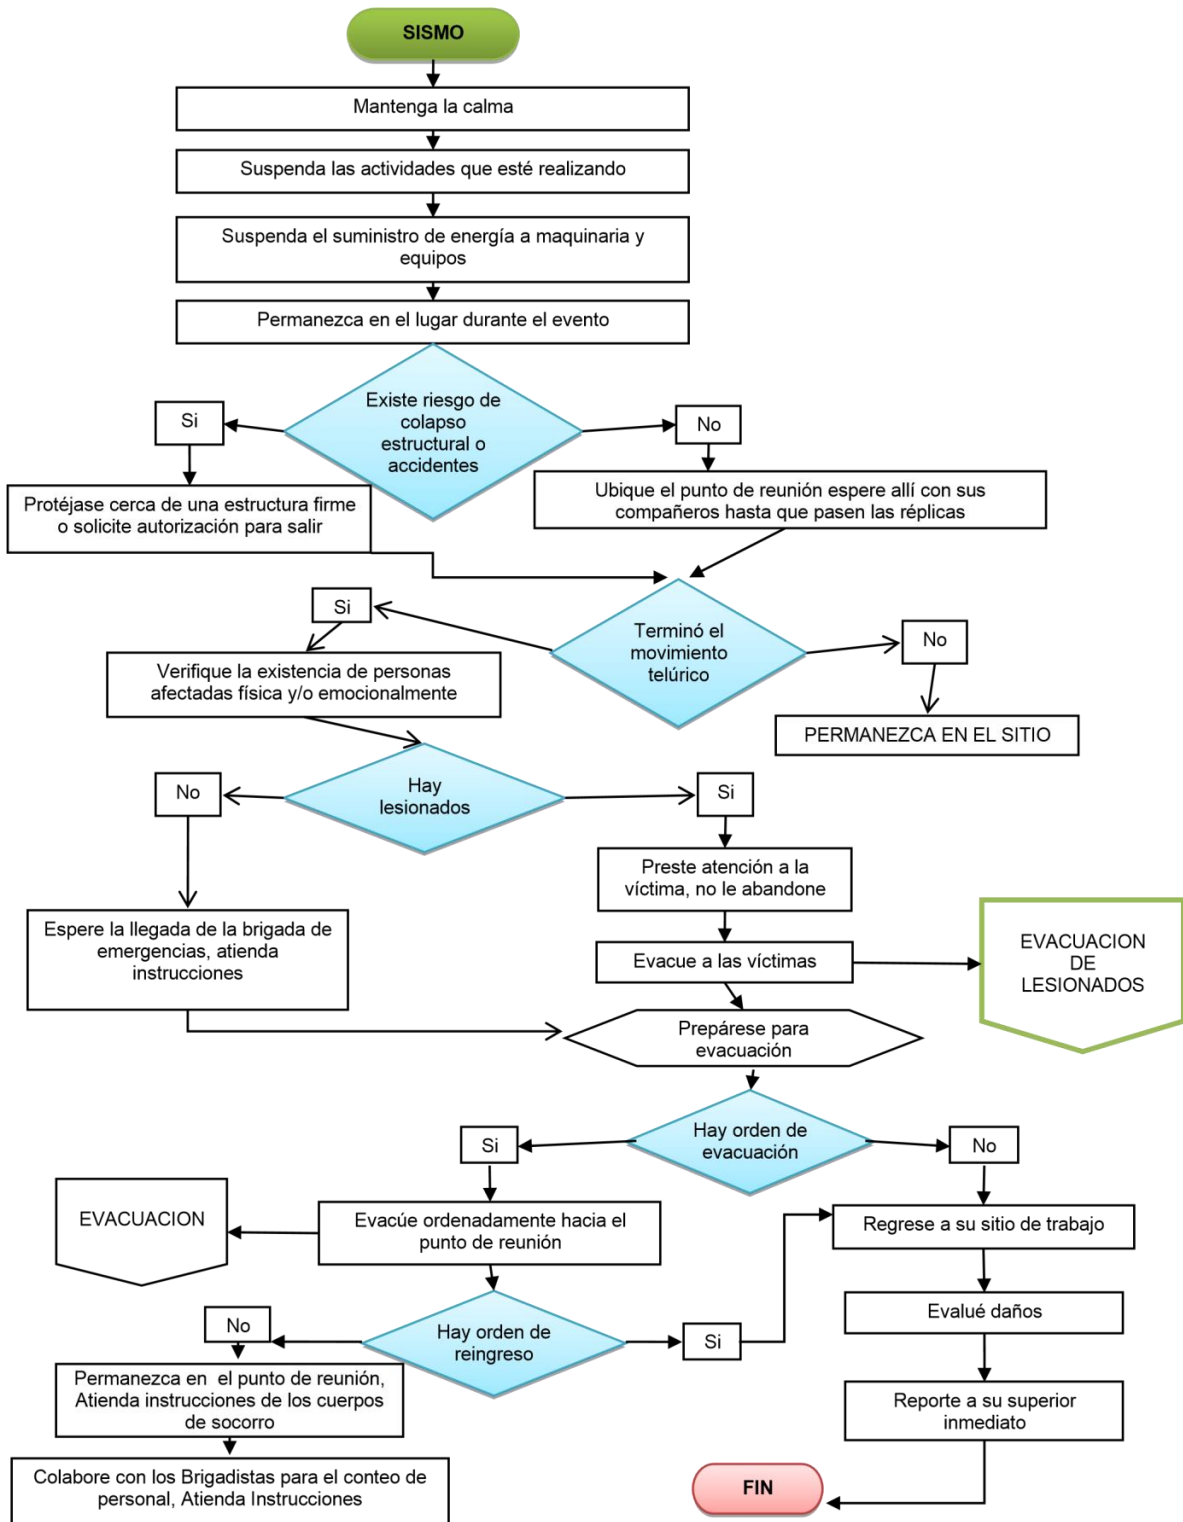 SISMO
Mantenga la calma
Suspenda las actividades que esté realizando
Suspenda el suministro de energía a maquinaria y
equipos
Permanezca en el lugar durante el evento
Existe riesgo de
colapso
estructural o
accidentes
Si
No
Protéjase cerca de una estructura firme
o solicite autorización para salir
Ubique el punto de reunión espere allí con sus
compañeros hasta que pasen las réplicas
Terminó el
movimiento
telúrico
Si
No
Verifique la existencia de personas
afectadas física y/o emocionalmente
PERMANEZCA EN EL SITIO
Hay
lesionados
No
Si
Preste atención a la
víctima, no le abandone
Espere la llegada de la brigada de
emergencias, atienda
instrucciones
Evacue a las víctimas
EVACUACION
DE
LESIONADOS
Prepárese para
evacuación
Hay orden de
evacuación
Si
No
EVACUACION
Evacúe ordenadamente hacia el
punto de reunión
Regrese a su sitio de trabajo
Hay orden de
reingreso
No
Si
Evalué daños
Permanezca en  el punto de reunión,
Atienda instrucciones de los cuerpos
de socorro
Reporte a su superior
inmediato
Colabore con los Brigadistas para el conteo de
personal, Atienda Instrucciones
FIN